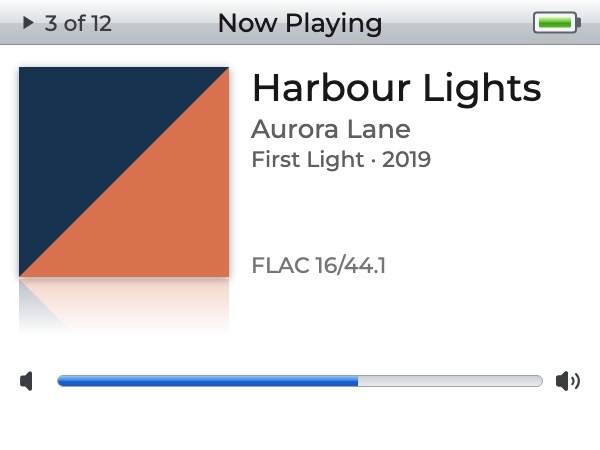 3 of 12
Now Playing
Harbour Lights
Aurora Lane
First Light · 2019
FLAC 16/44.1